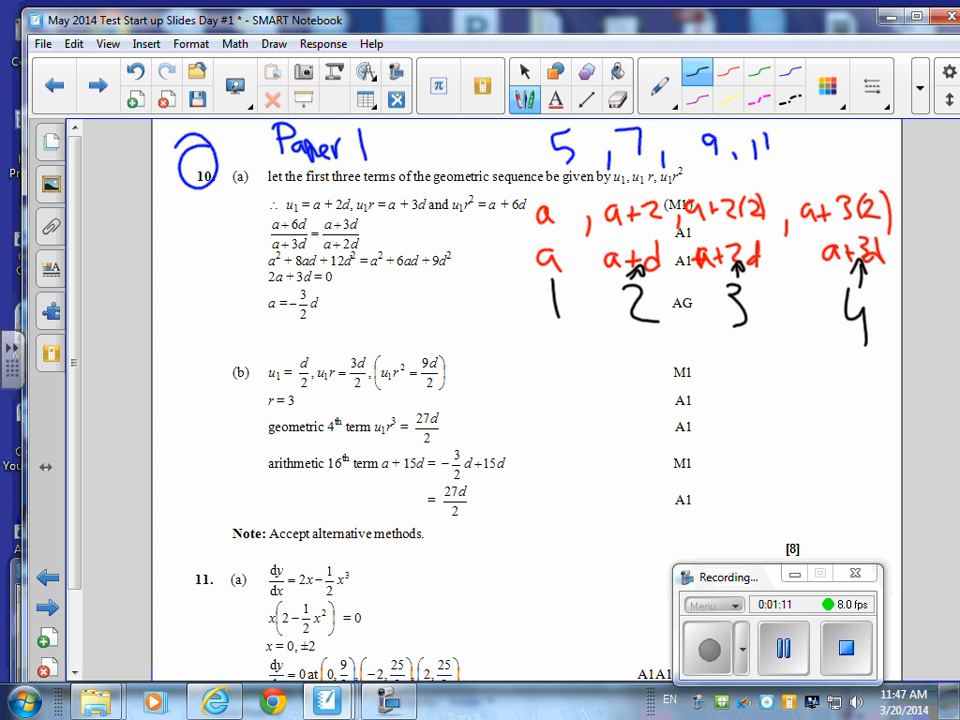 May 2014 Test Start up Slides Day #1 * - SMART Notebook
File Edit View Insert Format Math Draw Response Help
Paper 1 5, 7, 9, 11
10. (a) let the first three terms of the geometric sequence be given by u₁, u₁ r, u₁r²
∴ u₁ = a + 2d, u₁r = a + 3d and u₁r² = a + 6d (M1)
a, a+2, a+2(2), a+3(2)
(a + 6d)/(a + 3d) = (a + 3d)/(a + 2d) A1
a a+d a+2d a+3d
a² + 8ad + 12d² = a² + 6ad + 9d² A1
2a + 3d = 0
1 2 3 4
a = −3/2 d AG
(b) u₁ = d/2, u₁r = 3d/2, (u₁r² = 9d/2) M1
r = 3 A1
geometric 4th term u₁r³ = 27d/2 A1
arithmetic 16th term a + 15d = −3/2 d + 15d M1
= 27d/2 A1
Note: Accept alternative methods.
[8]
11. (a) dy/dx = 2x − 1/2 x³
x(2 − 1/2 x²) = 0
x = 0, ±2
Recording...
Menu 0:01:11 8.0 fps
EN 11:47 AM
3/20/2014